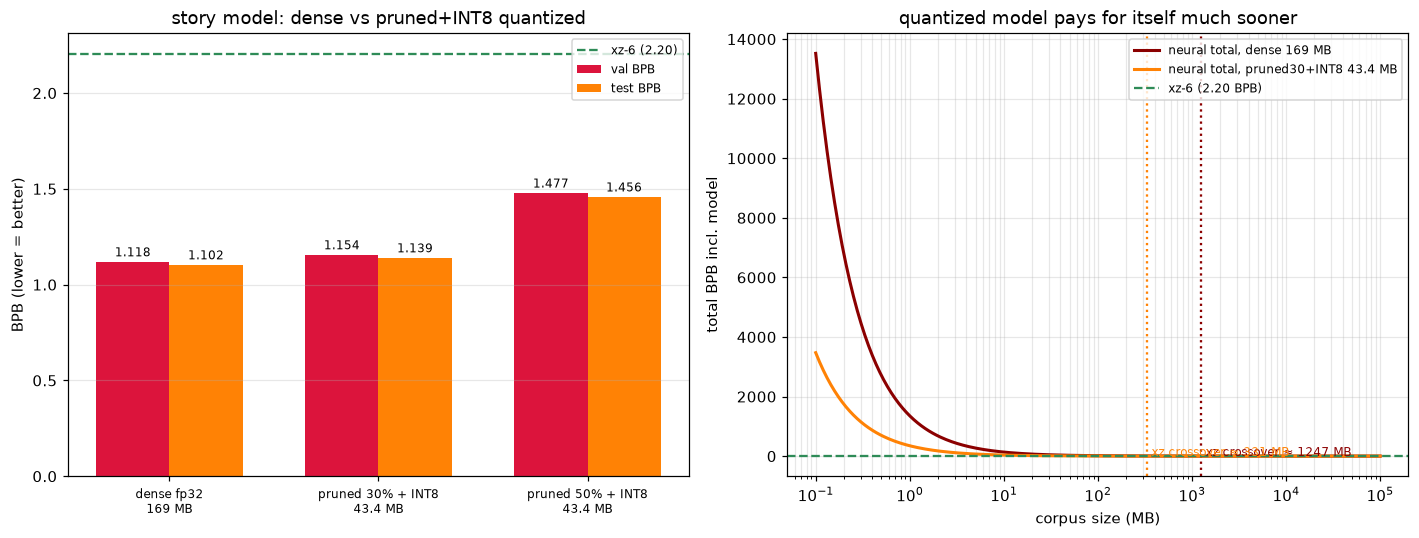 story model: dense vs pruned+INT8 quantized
xz-6 (2.20)
val BPB
test BPB
BPB (lower = better)
2.0
1.5
1.0
0.5
0.0
1.118
1.102
1.154
1.139
1.477
1.456
dense fp32
169 MB
pruned 30% + INT8
43.4 MB
pruned 50% + INT8
43.4 MB
quantized model pays for itself much sooner
neural total, dense 169 MB
neural total, pruned30+INT8 43.4 MB
xz-6 (2.20 BPB)
total BPB incl. model
14000
12000
10000
8000
6000
4000
2000
0
xz crossover ≈ 1247 MB
10⁻¹
10⁰
10¹
10²
10³
10⁴
10⁵
corpus size (MB)